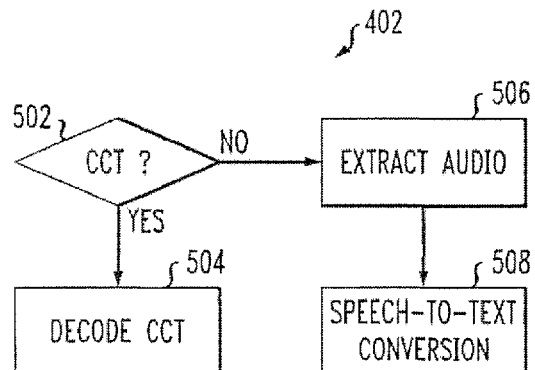 402
502
CCT ?
NO
YES
506
EXTRACT AUDIO
504
DECODE CCT
508
SPEECH-TO-TEXT
CONVERSION